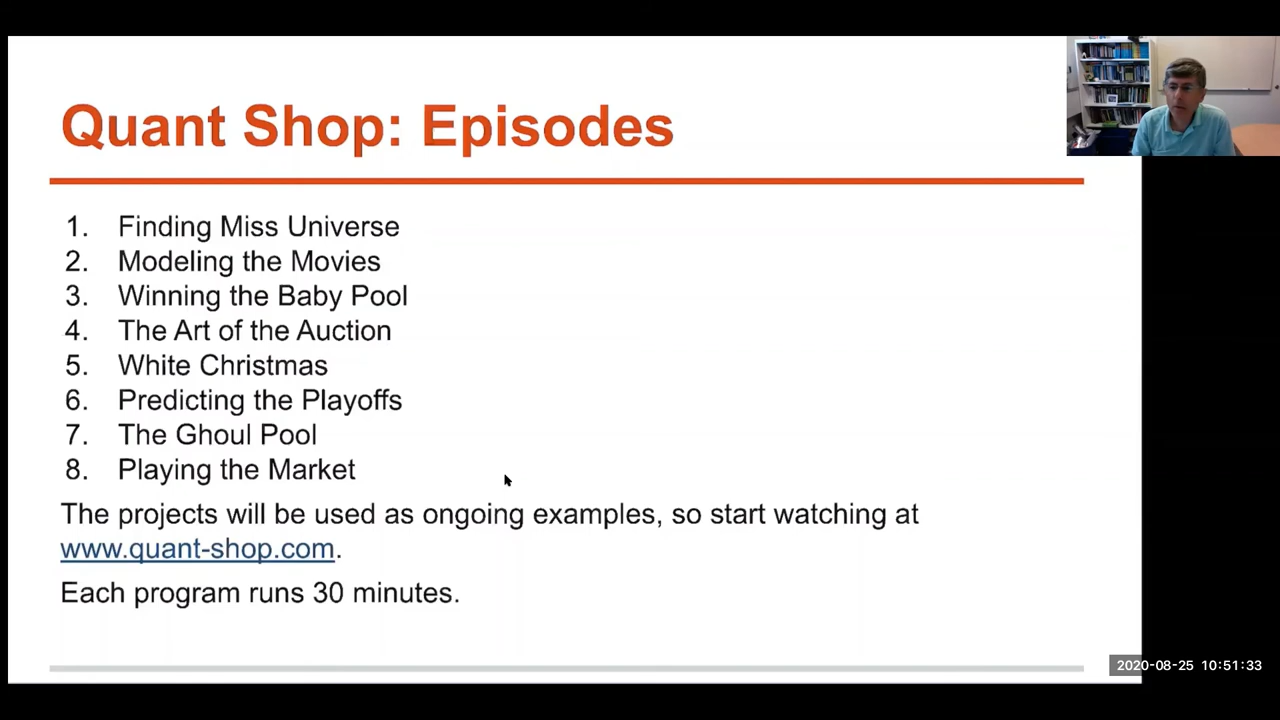 Quant Shop: Episodes
1. Finding Miss Universe
2. Modeling the Movies
3. Winning the Baby Pool
4. The Art of the Auction
5. White Christmas
6. Predicting the Playoffs
7. The Ghoul Pool
8. Playing the Market
The projects will be used as ongoing examples, so start watching at
www.quant-shop.com.
Each program runs 30 minutes.
2020-08-25 10:51:33